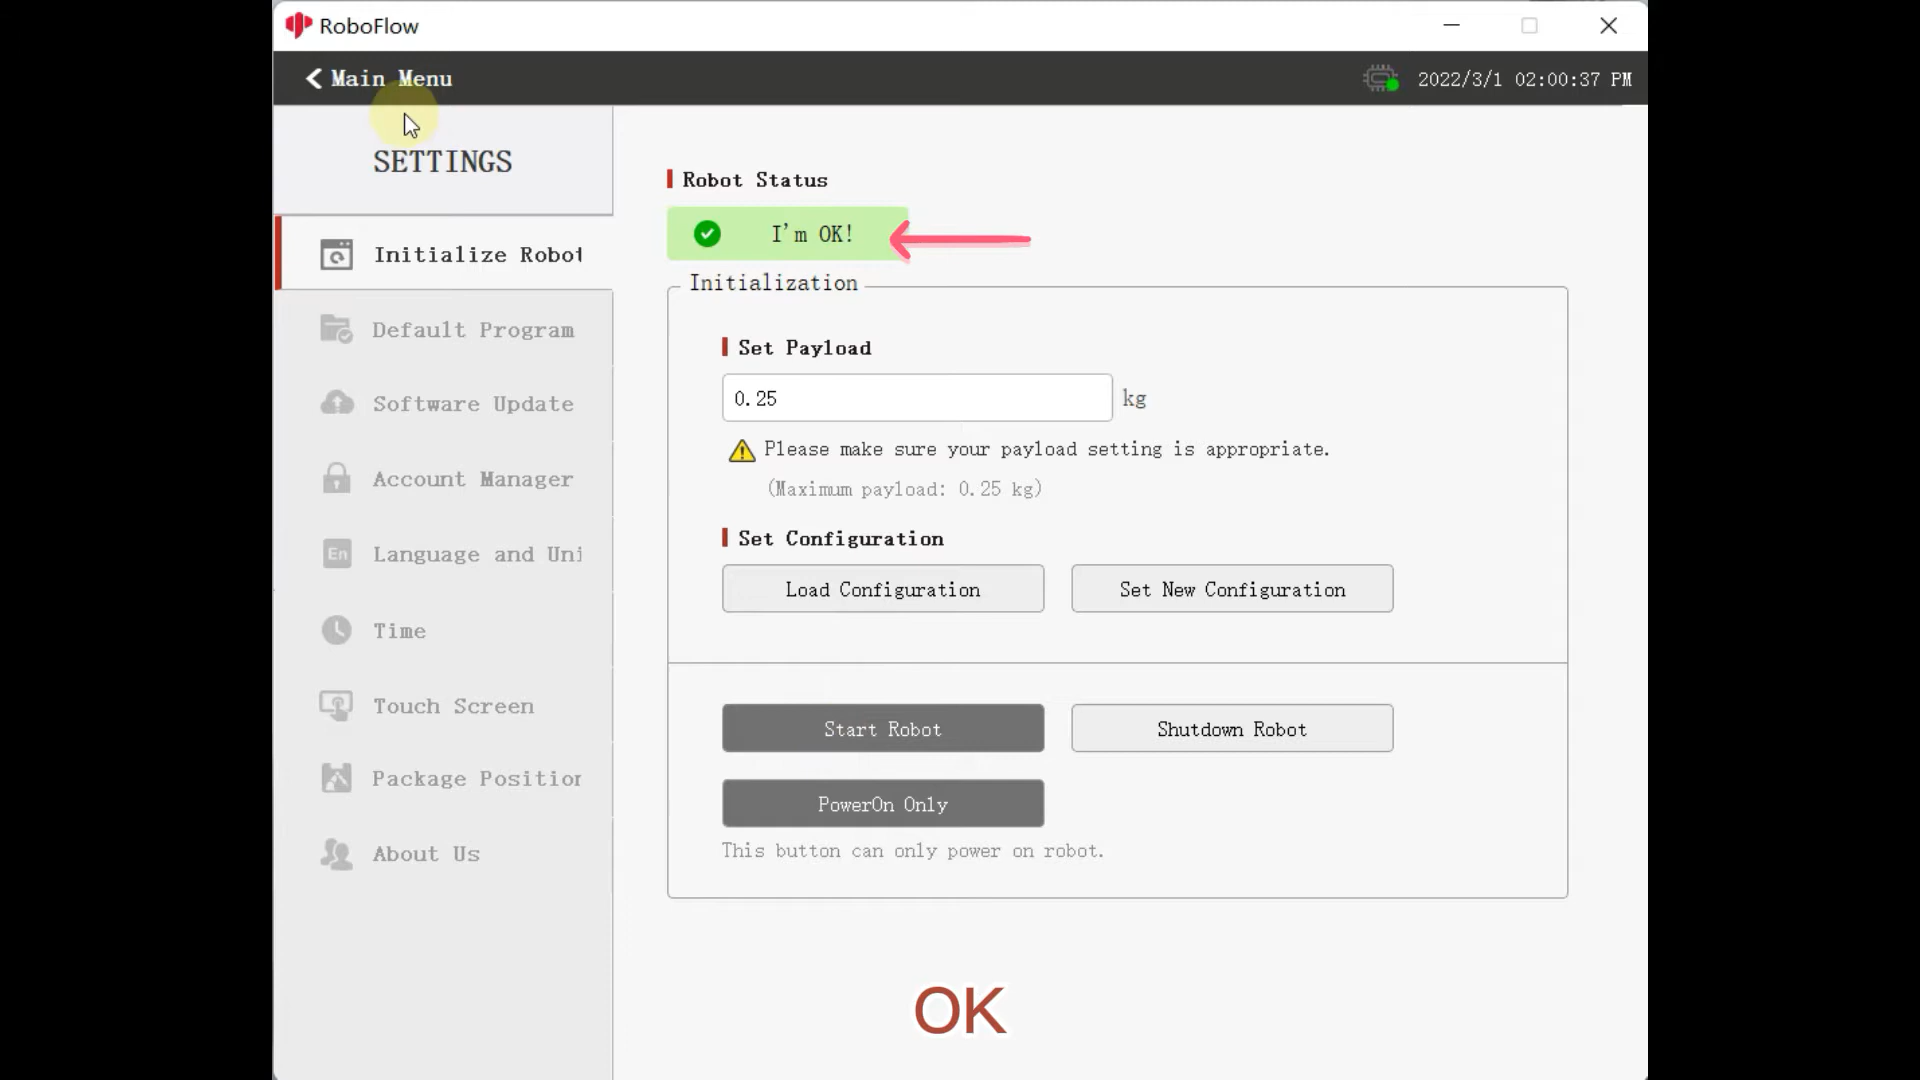 RoboFlow
Main Menu
2022/3/1 02:00:37 PM
SETTINGS
Initialize Robot
Default Program
Software Update
Account Manager
En
Language and Uni
Time
Touch Screen
Package Position
About Us
Robot Status
I'm OK!
Initialization
Set Payload
0.25
kg
Please make sure your payload setting is appropriate.
(Maximum payload: 0.25 kg)
Set Configuration
Load Configuration
Set New Configuration
Start Robot
Shutdown Robot
PowerOn Only
This button can only power on robot.
OK